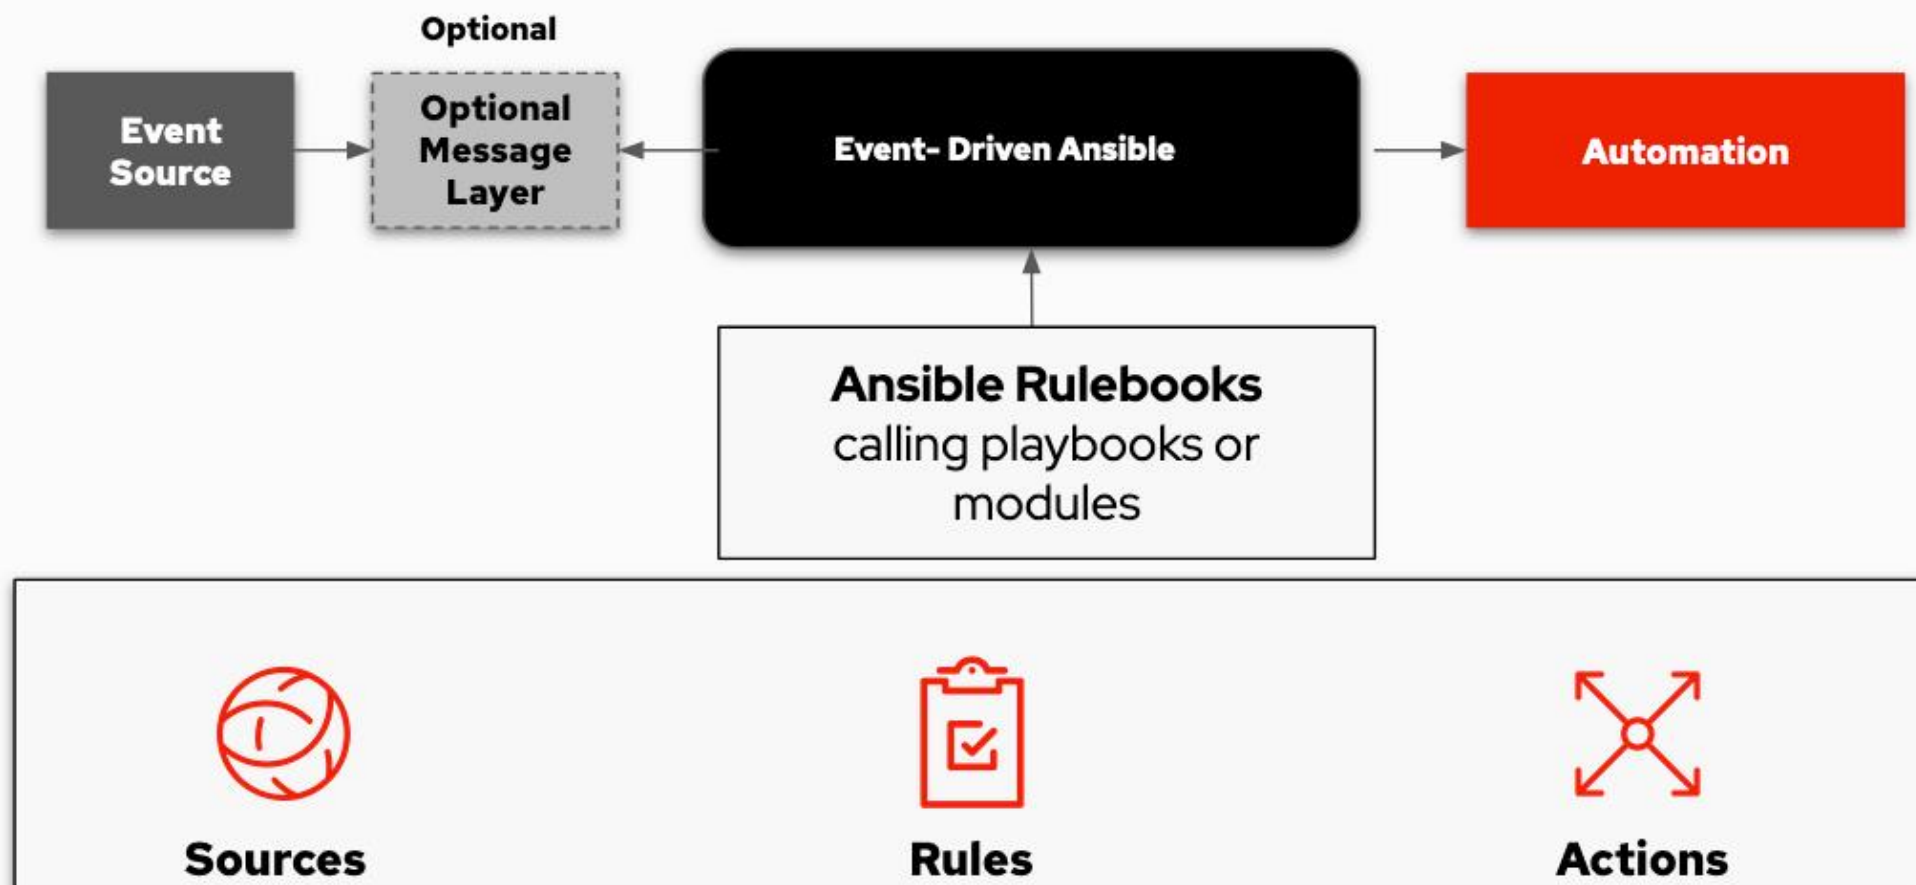 Optional
Event
Source
Optional
Message
Layer
Event- Driven Ansible
Automation
Ansible Rulebooks
calling playbooks or
modules
Sources
Rules
Actions